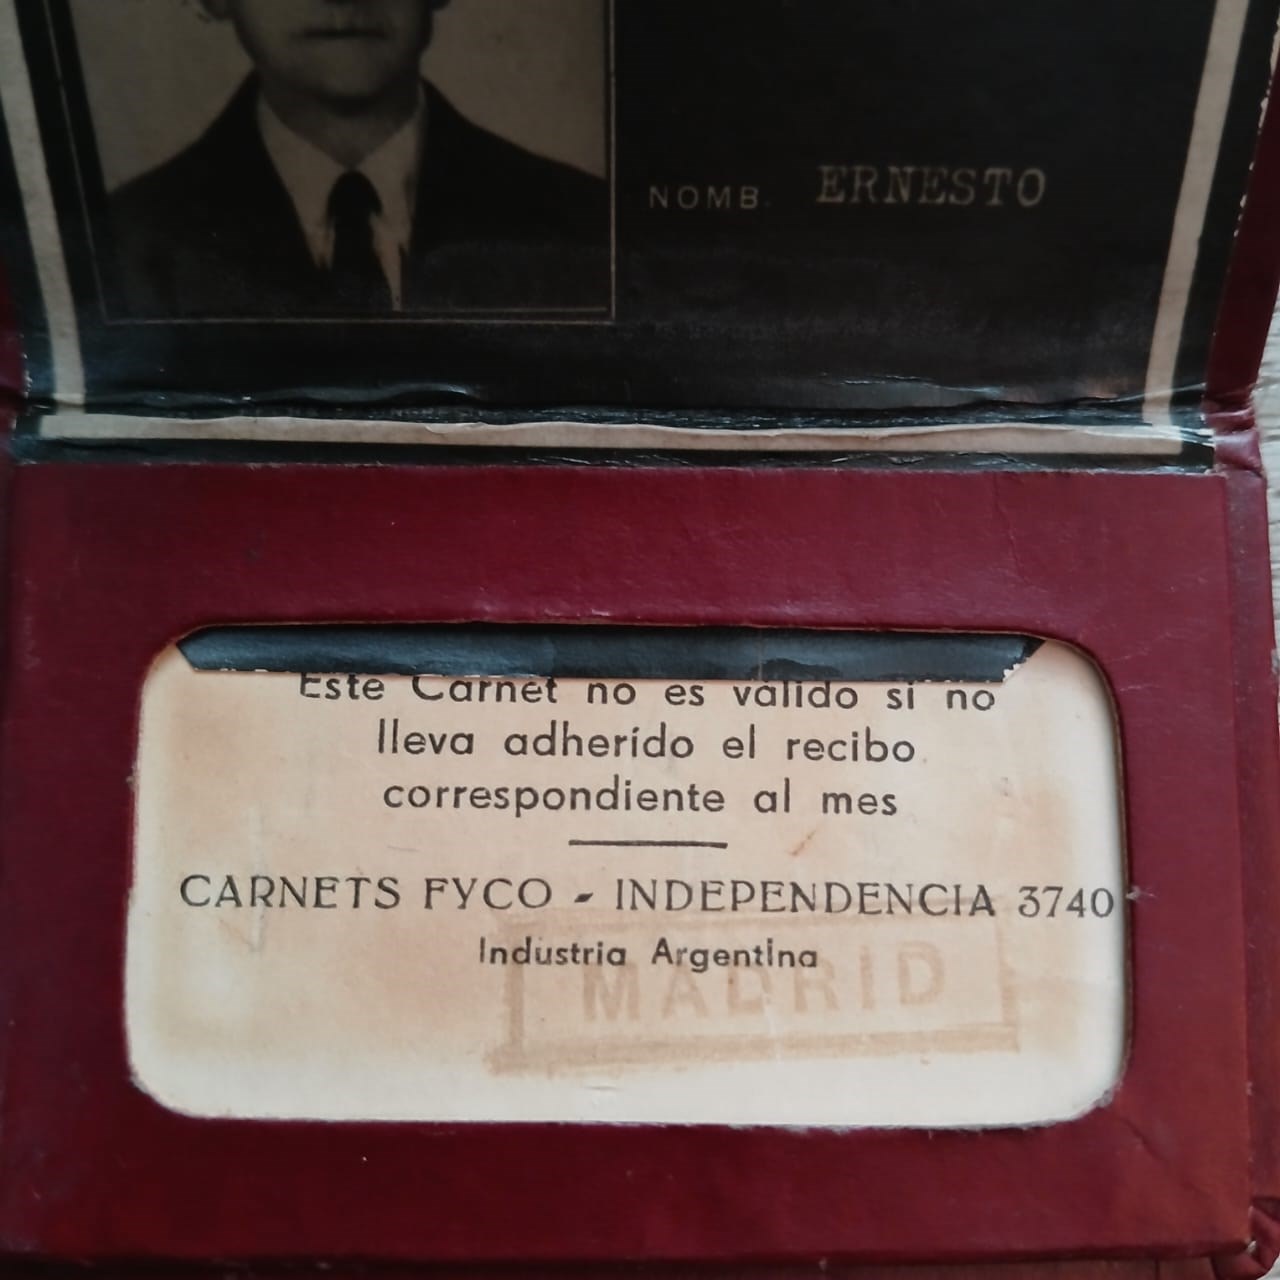 NOMB. ERNESTO
Este Carnet no es válido si no
lleva adherido el recibo
correspondiente al mes
CARNETS FYCO - INDEPENDENCIA 3740
Industria Argentina
MADRID